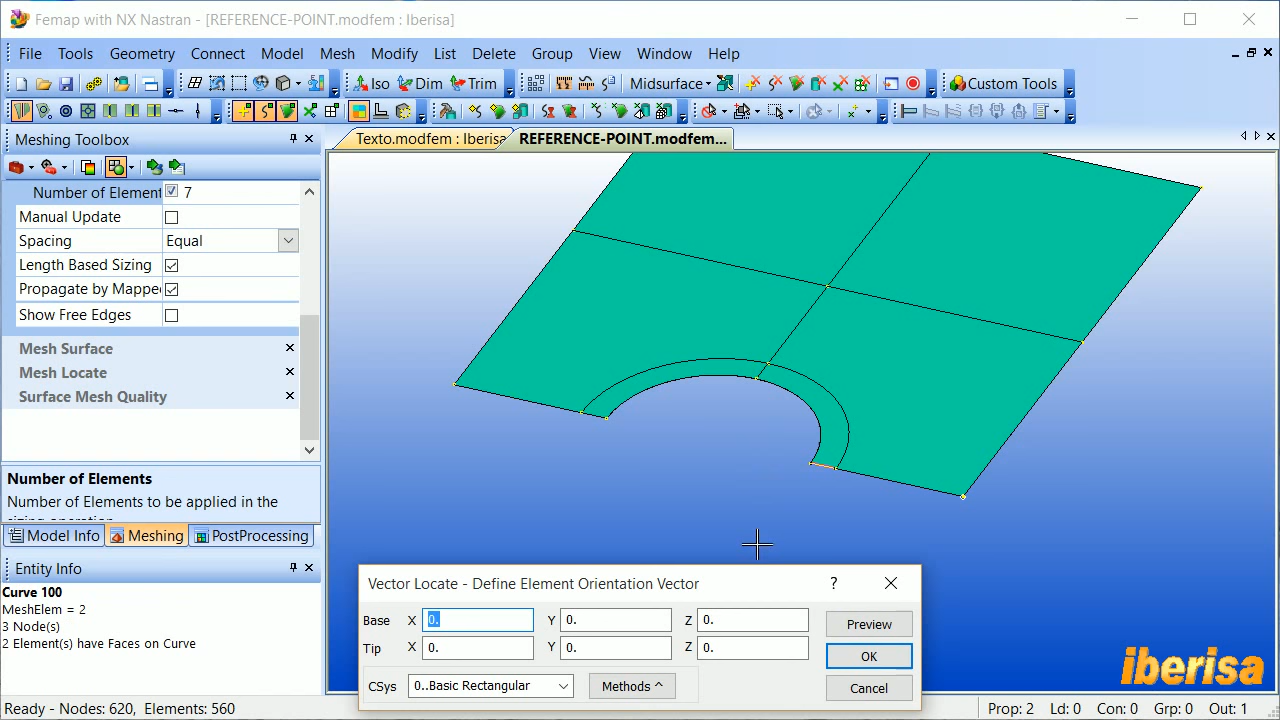 Femap with NX Nastran - [REFERENCE-POINT.modfem : Iberisa]
File Tools Geometry Connect Model Mesh Modify List Delete Group View Window Help
Iso Dim Trim Midsurface Custom Tools
Meshing Toolbox
Texto.modfem : Iberisa REFERENCE-POINT.modfem...
Number of Element 7
Manual Update
Spacing Equal
Length Based Sizing
Propagate by Mappe
Show Free Edges
Mesh Surface
Mesh Locate
Surface Mesh Quality
Number of Elements
Number of Elements to be applied in the
sizing operation
Model Info Meshing PostProcessing
Entity Info
Curve 100
MeshElem = 2
3 Node(s)
2 Element(s) have Faces on Curve
Vector Locate - Define Element Orientation Vector ?
Base X 0. Y 0. Z 0. Preview
Tip X 0. Y 0. Z 0. OK
CSys 0..Basic Rectangular Methods ^ Cancel
iberisa
Ready - Nodes: 620, Elements: 560 Prop: 2 Ld: 0 Con: 0 Grp: 0 Out: 1